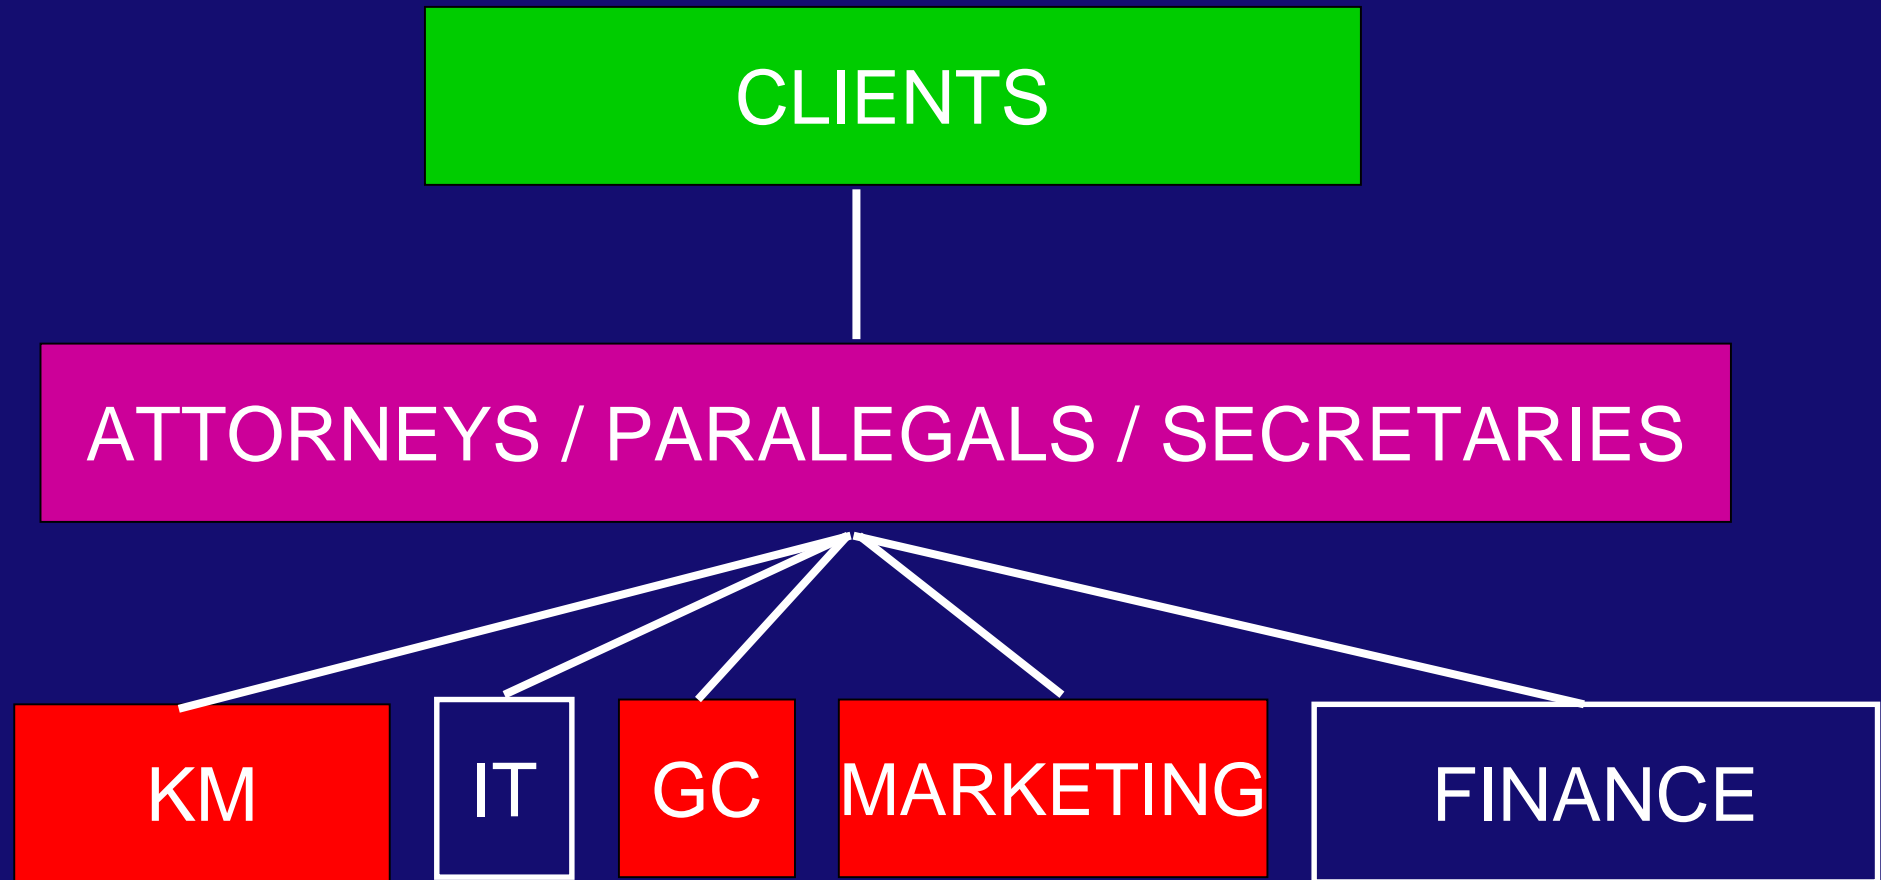 CLIENTS
ATTORNEYS / PARALEGALS / SECRETARIES
KM
IT
GC
MARKETING
FINANCE